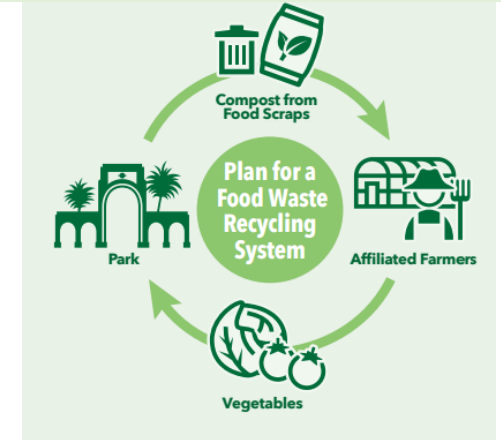 Compost from
Food Scraps
Plan for a
Food Waste
Recycling
System
Park
Affiliated Farmers
Vegetables